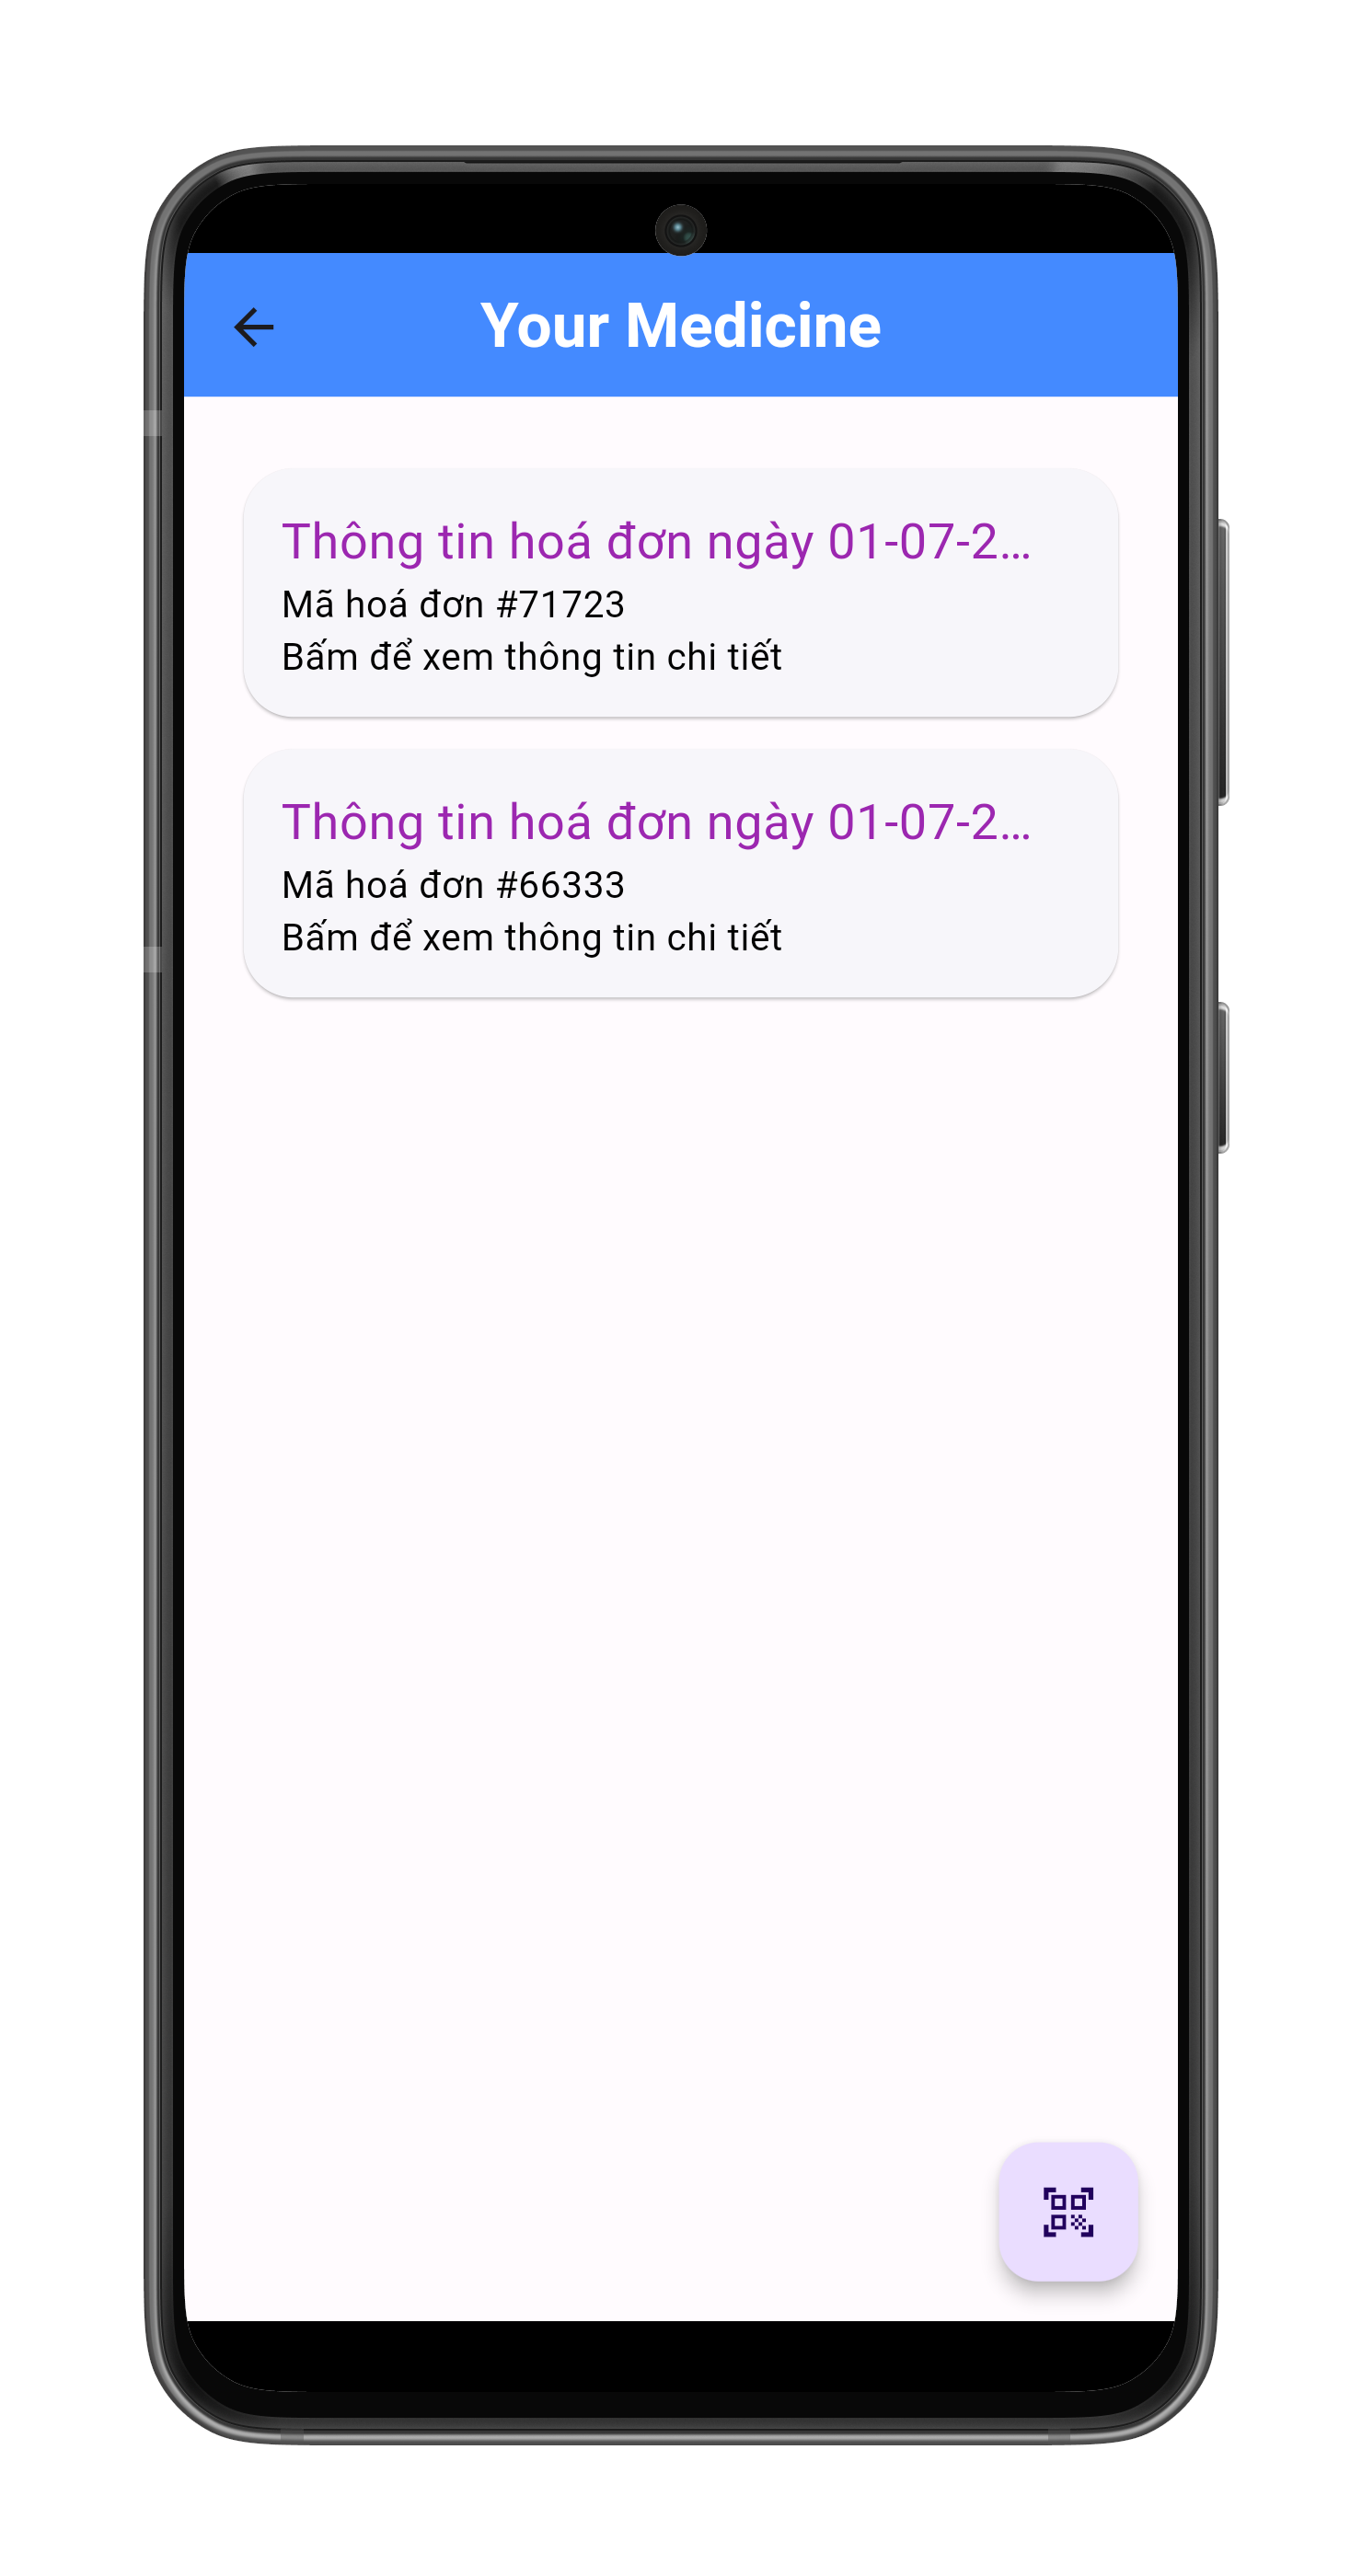 Your Medicine
Thông tin hoá đơn ngày 01-07-2...
Mã hoá đơn #71723
Bấm để xem thông tin chi tiết
Thông tin hoá đơn ngày 01-07-2...
Mã hoá đơn #66333
Bấm để xem thông tin chi tiết